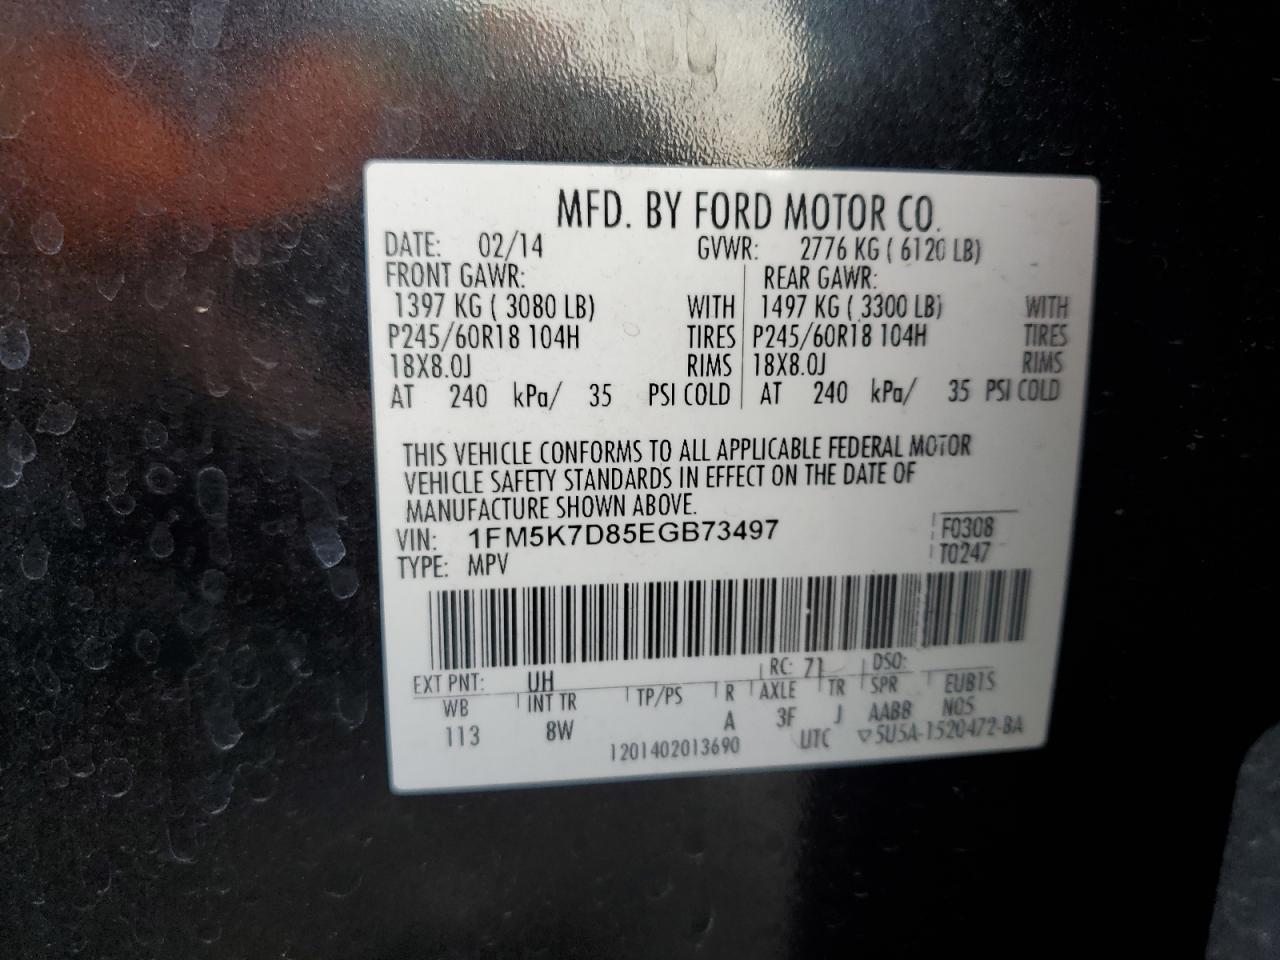 MFD. BY FORD MOTOR CO.
DATE: 02/14 GVWR: 2776 KG ( 6120 LB)
FRONT GAWR: REAR GAWR:
1397 KG ( 3080 LB) WITH 1497 KG ( 3300 LB) WITH
P245/60R18 104H TIRES P245/60R18 104H TIRES
18X8.0J RIMS 18X8.0J RIMS
AT 240 kPa/ 35 PSI COLD AT 240 kPa/ 35 PSI COLD
THIS VEHICLE CONFORMS TO ALL APPLICABLE FEDERAL MOTOR
VEHICLE SAFETY STANDARDS IN EFFECT ON THE DATE OF
MANUFACTURE SHOWN ABOVE.
VIN: 1FM5K7D85EGB73497 F0308
TYPE: MPV T0247
EXT PNT: UH RC: 71 DSO:
WB INT TR TP/PS R AXLE TR SPR EUB1S
113 8W A 3F J AABB N05
1201402013690 UTC ▽5U5A-1520472-BA